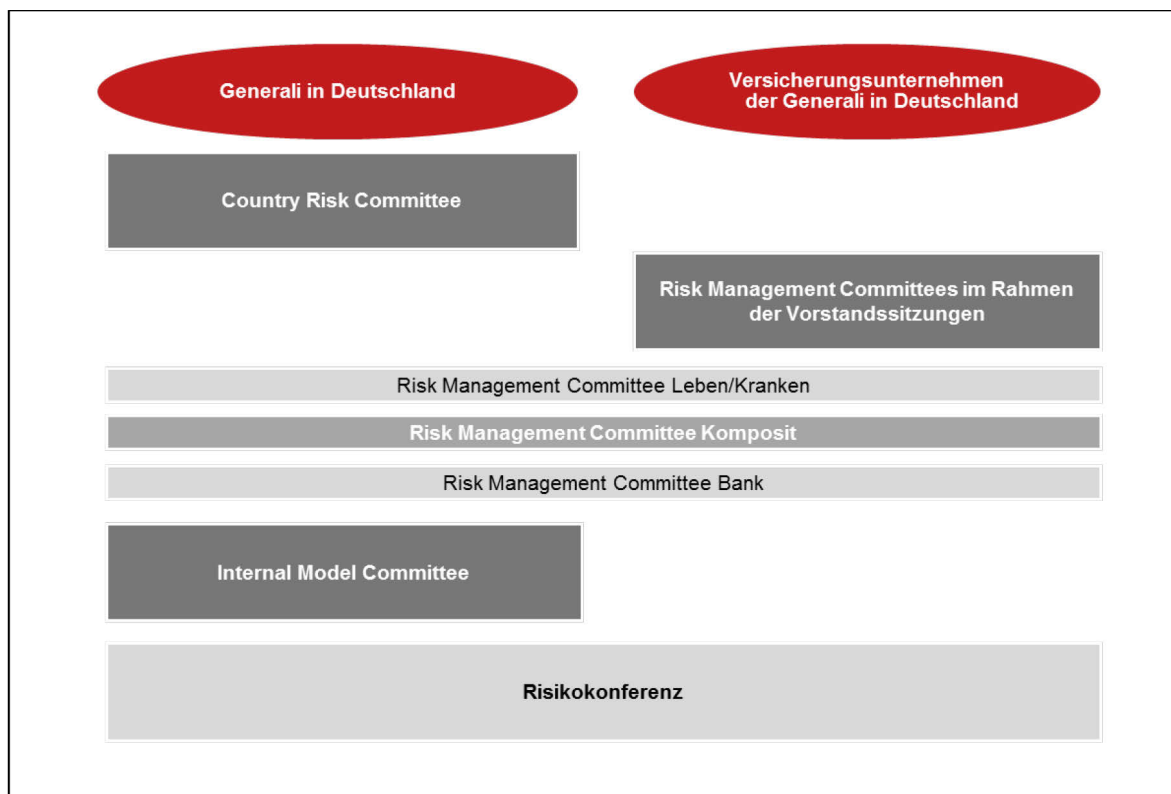 Generali in Deutschland
Versicherungsunternehmen
der Generali in Deutschland
Country Risk Committee
Risk Management Committees im Rahmen
der Vorstandssitzungen
Risk Management Committee Leben/Kranken
Risk Management Committee Komposit
Risk Management Committee Bank
Internal Model Committee
Risikokonferenz